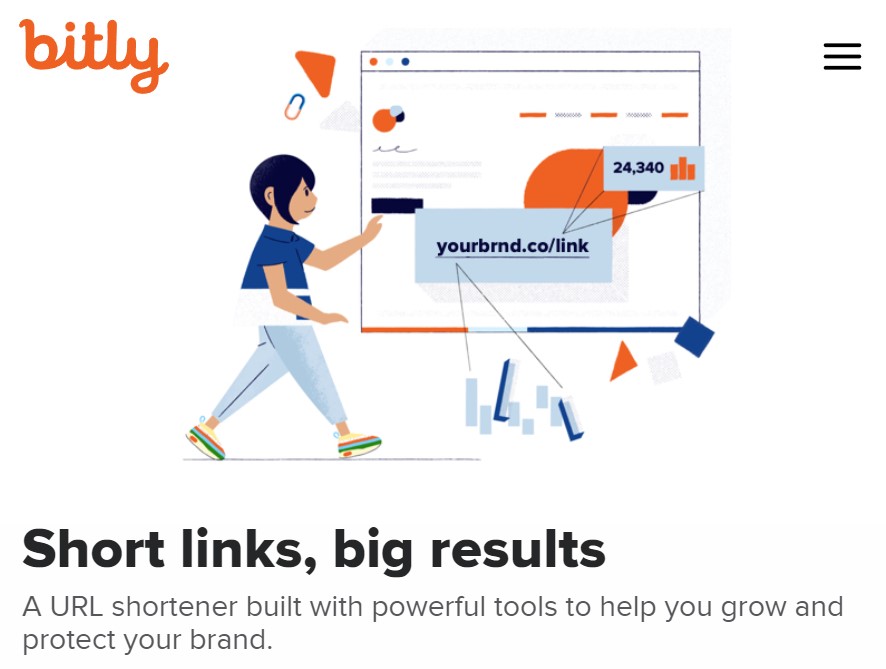 bitly
24,340
yourbrnd.co/link
Short links, big results
A URL shortener built with powerful tools to help you grow and
protect your brand.